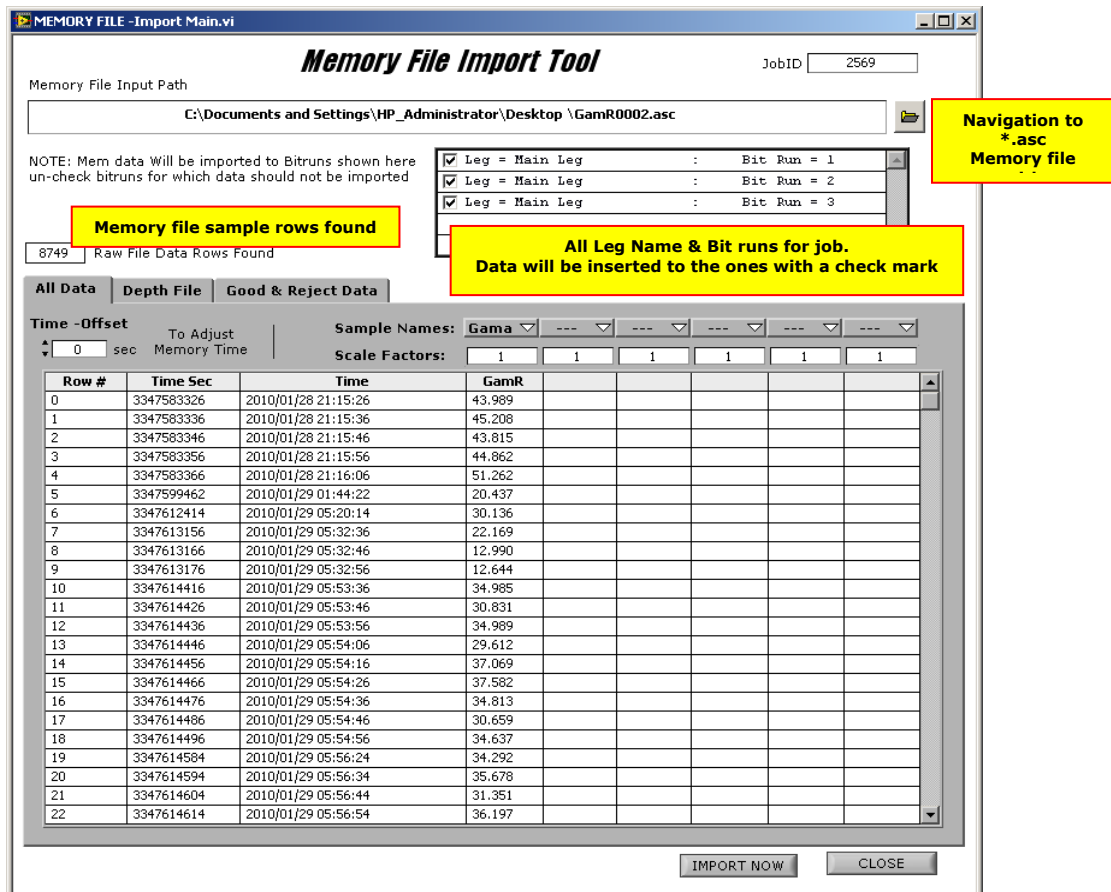 MEMORY FILE -Import Main.vi
Memory File Import Tool
JobID 2569
Memory File Input Path
C:\Documents and Settings\HP_Administrator\Desktop \GamR0002.asc
Navigation to
*.asc
Memory file
NOTE: Mem data Will be imported to Bitruns shown here
un-check bitruns for which data should not be imported
Leg = Main Leg : Bit Run = 1
Leg = Main Leg : Bit Run = 2
Leg = Main Leg : Bit Run = 3
Memory file sample rows found
All Leg Name & Bit runs for job.
Data will be inserted to the ones with a check mark
8749 Raw File Data Rows Found
All Data Depth File Good & Reject Data
Time -Offset
0 sec
To Adjust
Memory Time
Sample Names: Gama --- --- --- --- ---
Scale Factors: 1 1 1 1 1 1
Row # Time Sec Time GamR
0 3347583326 2010/01/28 21:15:26 43.989
1 3347583336 2010/01/28 21:15:36 45.208
2 3347583346 2010/01/28 21:15:46 43.815
3 3347583356 2010/01/28 21:15:56 44.862
4 3347583366 2010/01/28 21:16:06 51.262
5 3347599462 2010/01/29 01:44:22 20.437
6 3347612414 2010/01/29 05:20:14 30.136
7 3347613156 2010/01/29 05:32:36 22.169
8 3347613166 2010/01/29 05:32:46 12.990
9 3347613176 2010/01/29 05:32:56 12.644
10 3347614416 2010/01/29 05:53:36 34.985
11 3347614426 2010/01/29 05:53:46 30.831
12 3347614436 2010/01/29 05:53:56 34.989
13 3347614446 2010/01/29 05:54:06 29.612
14 3347614456 2010/01/29 05:54:16 37.069
15 3347614466 2010/01/29 05:54:26 37.582
16 3347614476 2010/01/29 05:54:36 34.813
17 3347614486 2010/01/29 05:54:46 30.659
18 3347614496 2010/01/29 05:54:56 34.637
19 3347614584 2010/01/29 05:56:24 34.292
20 3347614594 2010/01/29 05:56:34 35.678
21 3347614604 2010/01/29 05:56:44 31.351
22 3347614614 2010/01/29 05:56:54 36.197
IMPORT NOW CLOSE